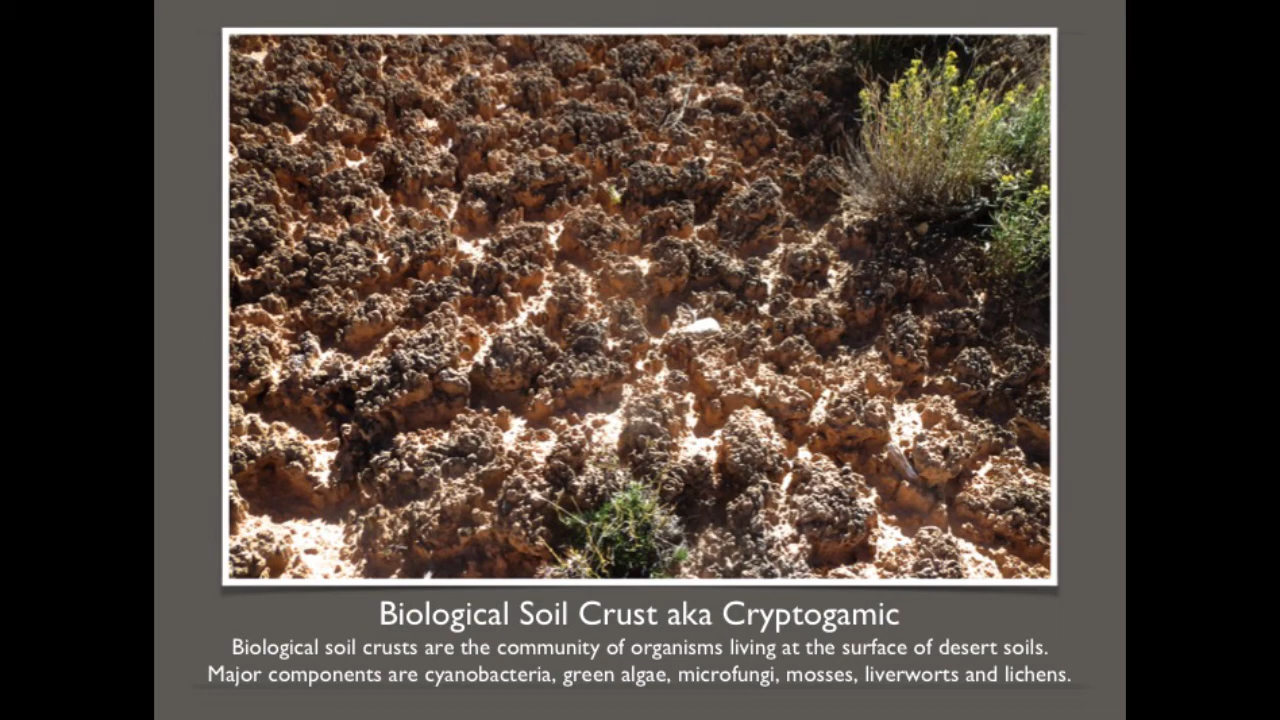 Biological Soil Crust aka Cryptogamic
Biological soil crusts are the community of organisms living at the surface of desert soils.
Major components are cyanobacteria, green algae, microfungi, mosses, liverworts and lichens.